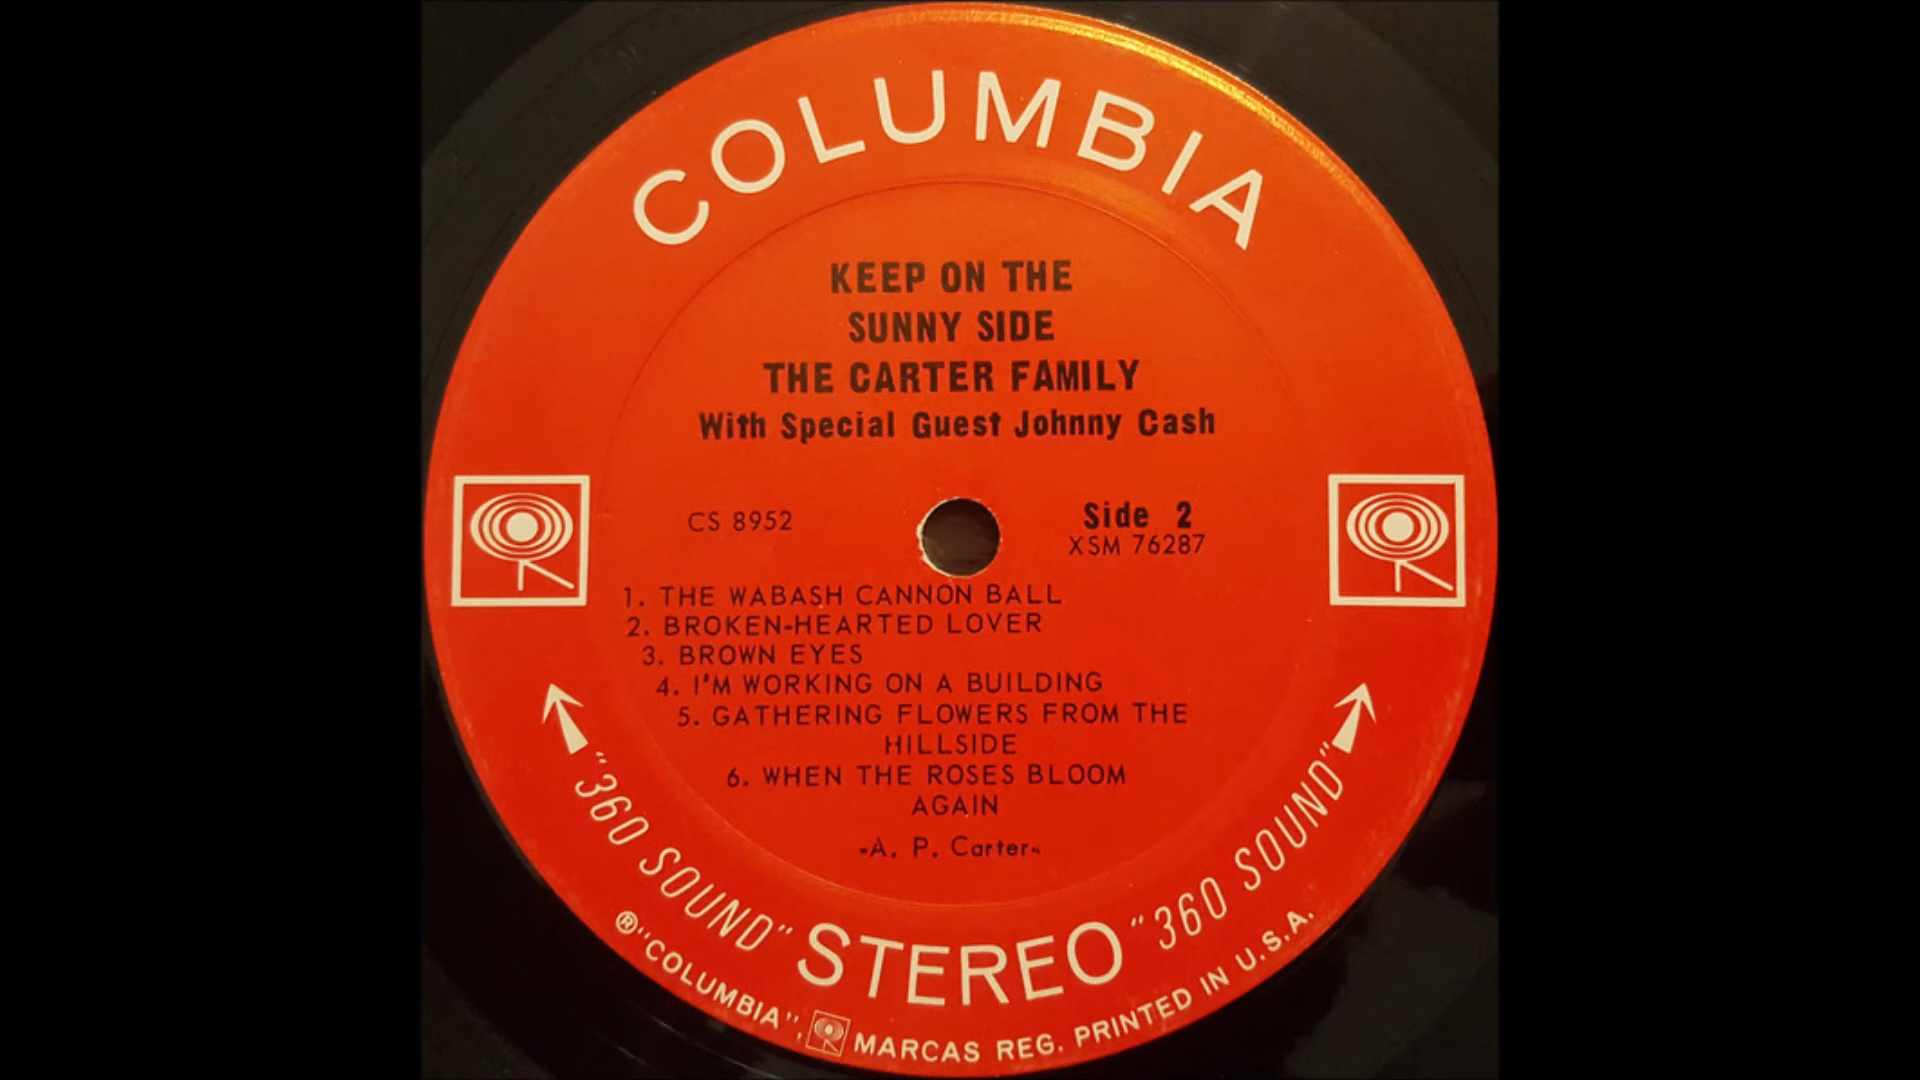 COLUMBIA
KEEP ON THE
SUNNY SIDE
THE CARTER FAMILY
With Special Guest Johnny Cash
CS 8952
Side 2
XSM 76287
1. THE WABASH CANNON BALL
2. BROKEN-HEARTED LOVER
3. BROWN EYES
4. I'M WORKING ON A BUILDING
5. GATHERING FLOWERS FROM THE
HILLSIDE
6. WHEN THE ROSES BLOOM
AGAIN
-A. P. Carter-
"360 SOUND" STEREO "360 SOUND"
®"COLUMBIA", MARCAS REG. PRINTED IN U.S.A.